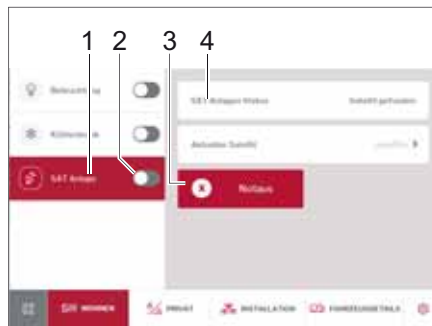 1 2 3 4
Beleuchtung
SAT Anlagen Status Satellit gefunden
Klimaanlage
Aktueller Satellit
SAT Anlage
X Notaus
WOHNEN PRIVAT INSTALLATION FAHRZEUGDETAILS